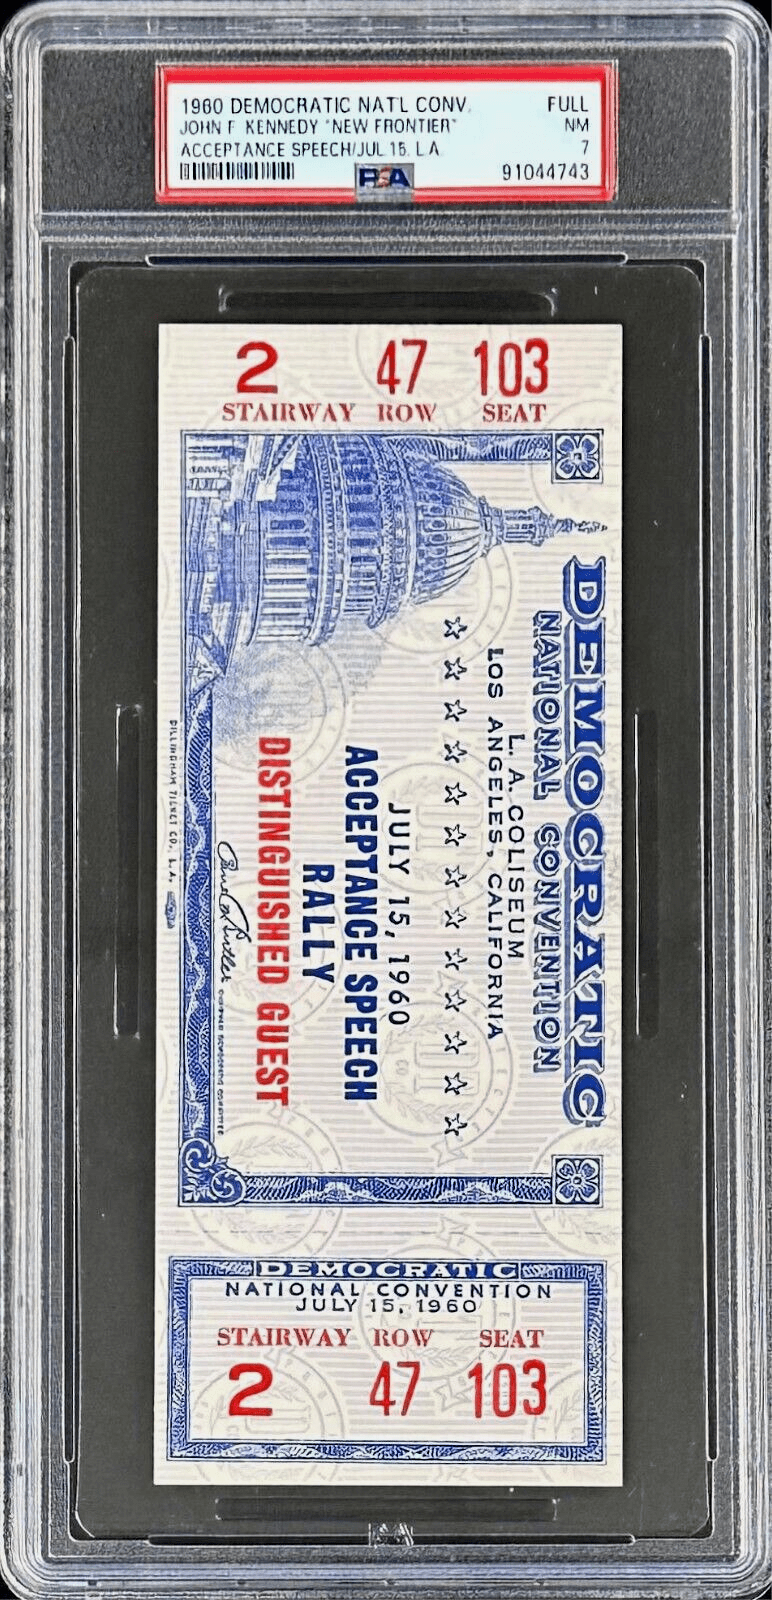 1960 DEMOCRATIC NAT'L CONV.
FULL
JOHN F. KENNEDY "NEW FRONTIER"
NM
ACCEPTANCE SPEECH/JUL 15, L.A.
7
PSA
91044743
2 47 103
STAIRWAY ROW SEAT
DEMOCRATIC
NATIONAL CONVENTION
L. A. COLISEUM
LOS ANGELES, CALIFORNIA
JULY 15, 1960
ACCEPTANCE SPEECH
RALLY
DISTINGUISHED GUEST
DILLINGHAM TICKET CO., L.A.
DEMOCRATIC
NATIONAL CONVENTION
JULY 15, 1960
STAIRWAY ROW SEAT
2 47 103
PSA